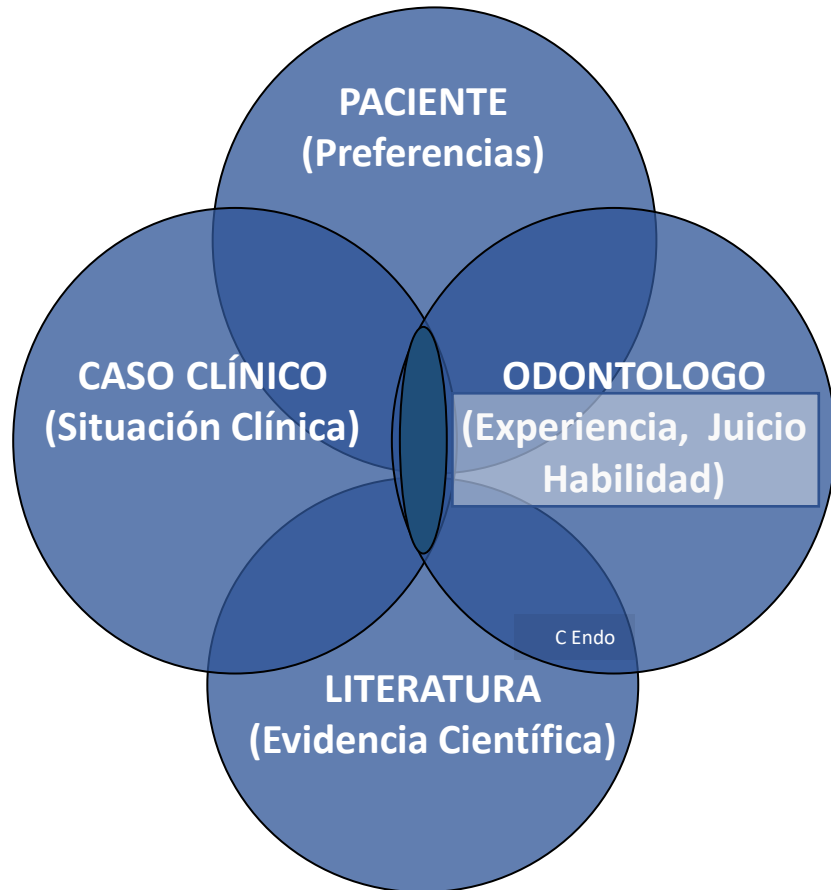 PACIENTE
(Preferencias)
CASO CLÍNICO
(Situación Clínica)
ODONTOLOGO
(Experiencia, Juicio
Habilidad)
C Endo
LITERATURA
(Evidencia Científica)